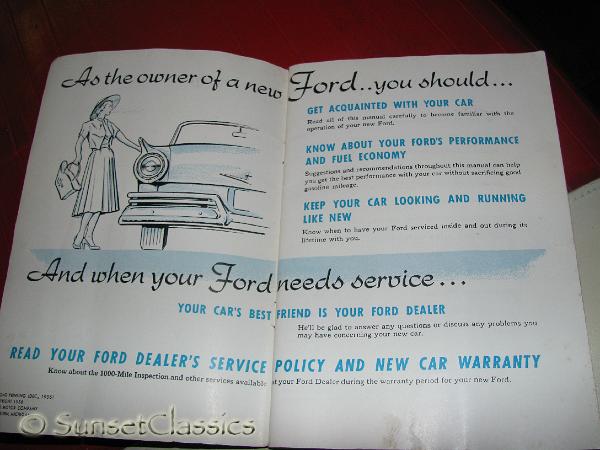 As the owner of a new Ford..you should...
GET ACQUAINTED WITH YOUR CAR
Read all of this manual carefully to become familiar with the
operation of your new Ford.
KNOW ABOUT YOUR FORD'S PERFORMANCE
AND FUEL ECONOMY
Suggestions and recommendations throughout this manual can help
you get the best performance with your car without sacrificing good
gasoline mileage.
KEEP YOUR CAR LOOKING AND RUNNING
LIKE NEW
Know when to have your Ford serviced inside and out during its
lifetime with you.
And when your Ford needs service...
YOUR CAR'S BEST FRIEND IS YOUR FORD DEALER
He'll be glad to answer any questions or discuss any problems you
may have concerning your new car.
READ YOUR FORD DEALER'S SERVICE POLICY AND NEW CAR WARRANTY
Know about the 1000-Mile Inspection and other services available at your Ford Dealer during the warranty period for your new Ford.
PRINTING (DEC., 1955)
MOTOR COMPANY
© SunsetClassics